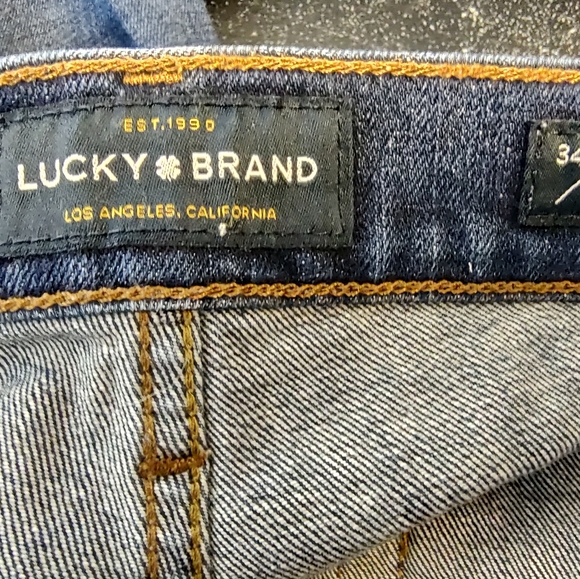 EST.1990
LUCKY BRAND
LOS ANGELES, CALIFORNIA
34
/